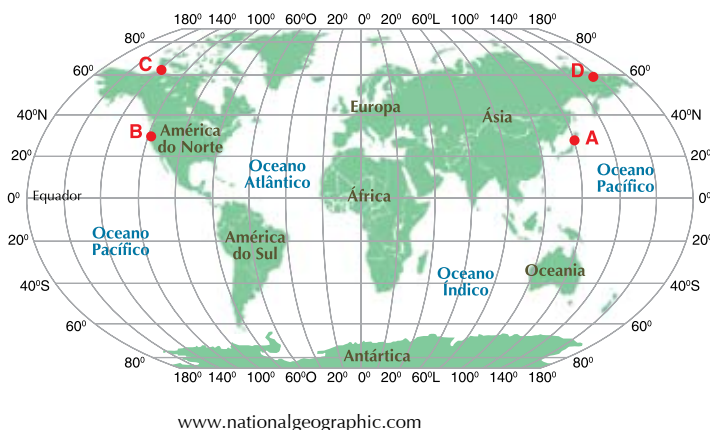 180⁰ 140⁰ 100⁰O 20⁰ 0⁰ 20⁰ 60⁰L 100⁰ 140⁰ 180⁰
80⁰ 80⁰
C D
60⁰ 60⁰
Europa
40⁰N Ásia 40⁰N
B América A
do Norte
20⁰ 20⁰
Oceano
Atlântico
Oceano
Pacífico
0⁰ Equador África 0⁰
20⁰ 20⁰
Oceano
Pacífico
América
do Sul
Oceano
Índico
Oceania
40⁰S 40⁰S
60⁰ 60⁰
Antártica
80⁰ 80⁰
180⁰ 140⁰ 100⁰ 60⁰O 20⁰ 0⁰ 20⁰ 60⁰L 100⁰ 140⁰ 180⁰
www.nationalgeographic.com